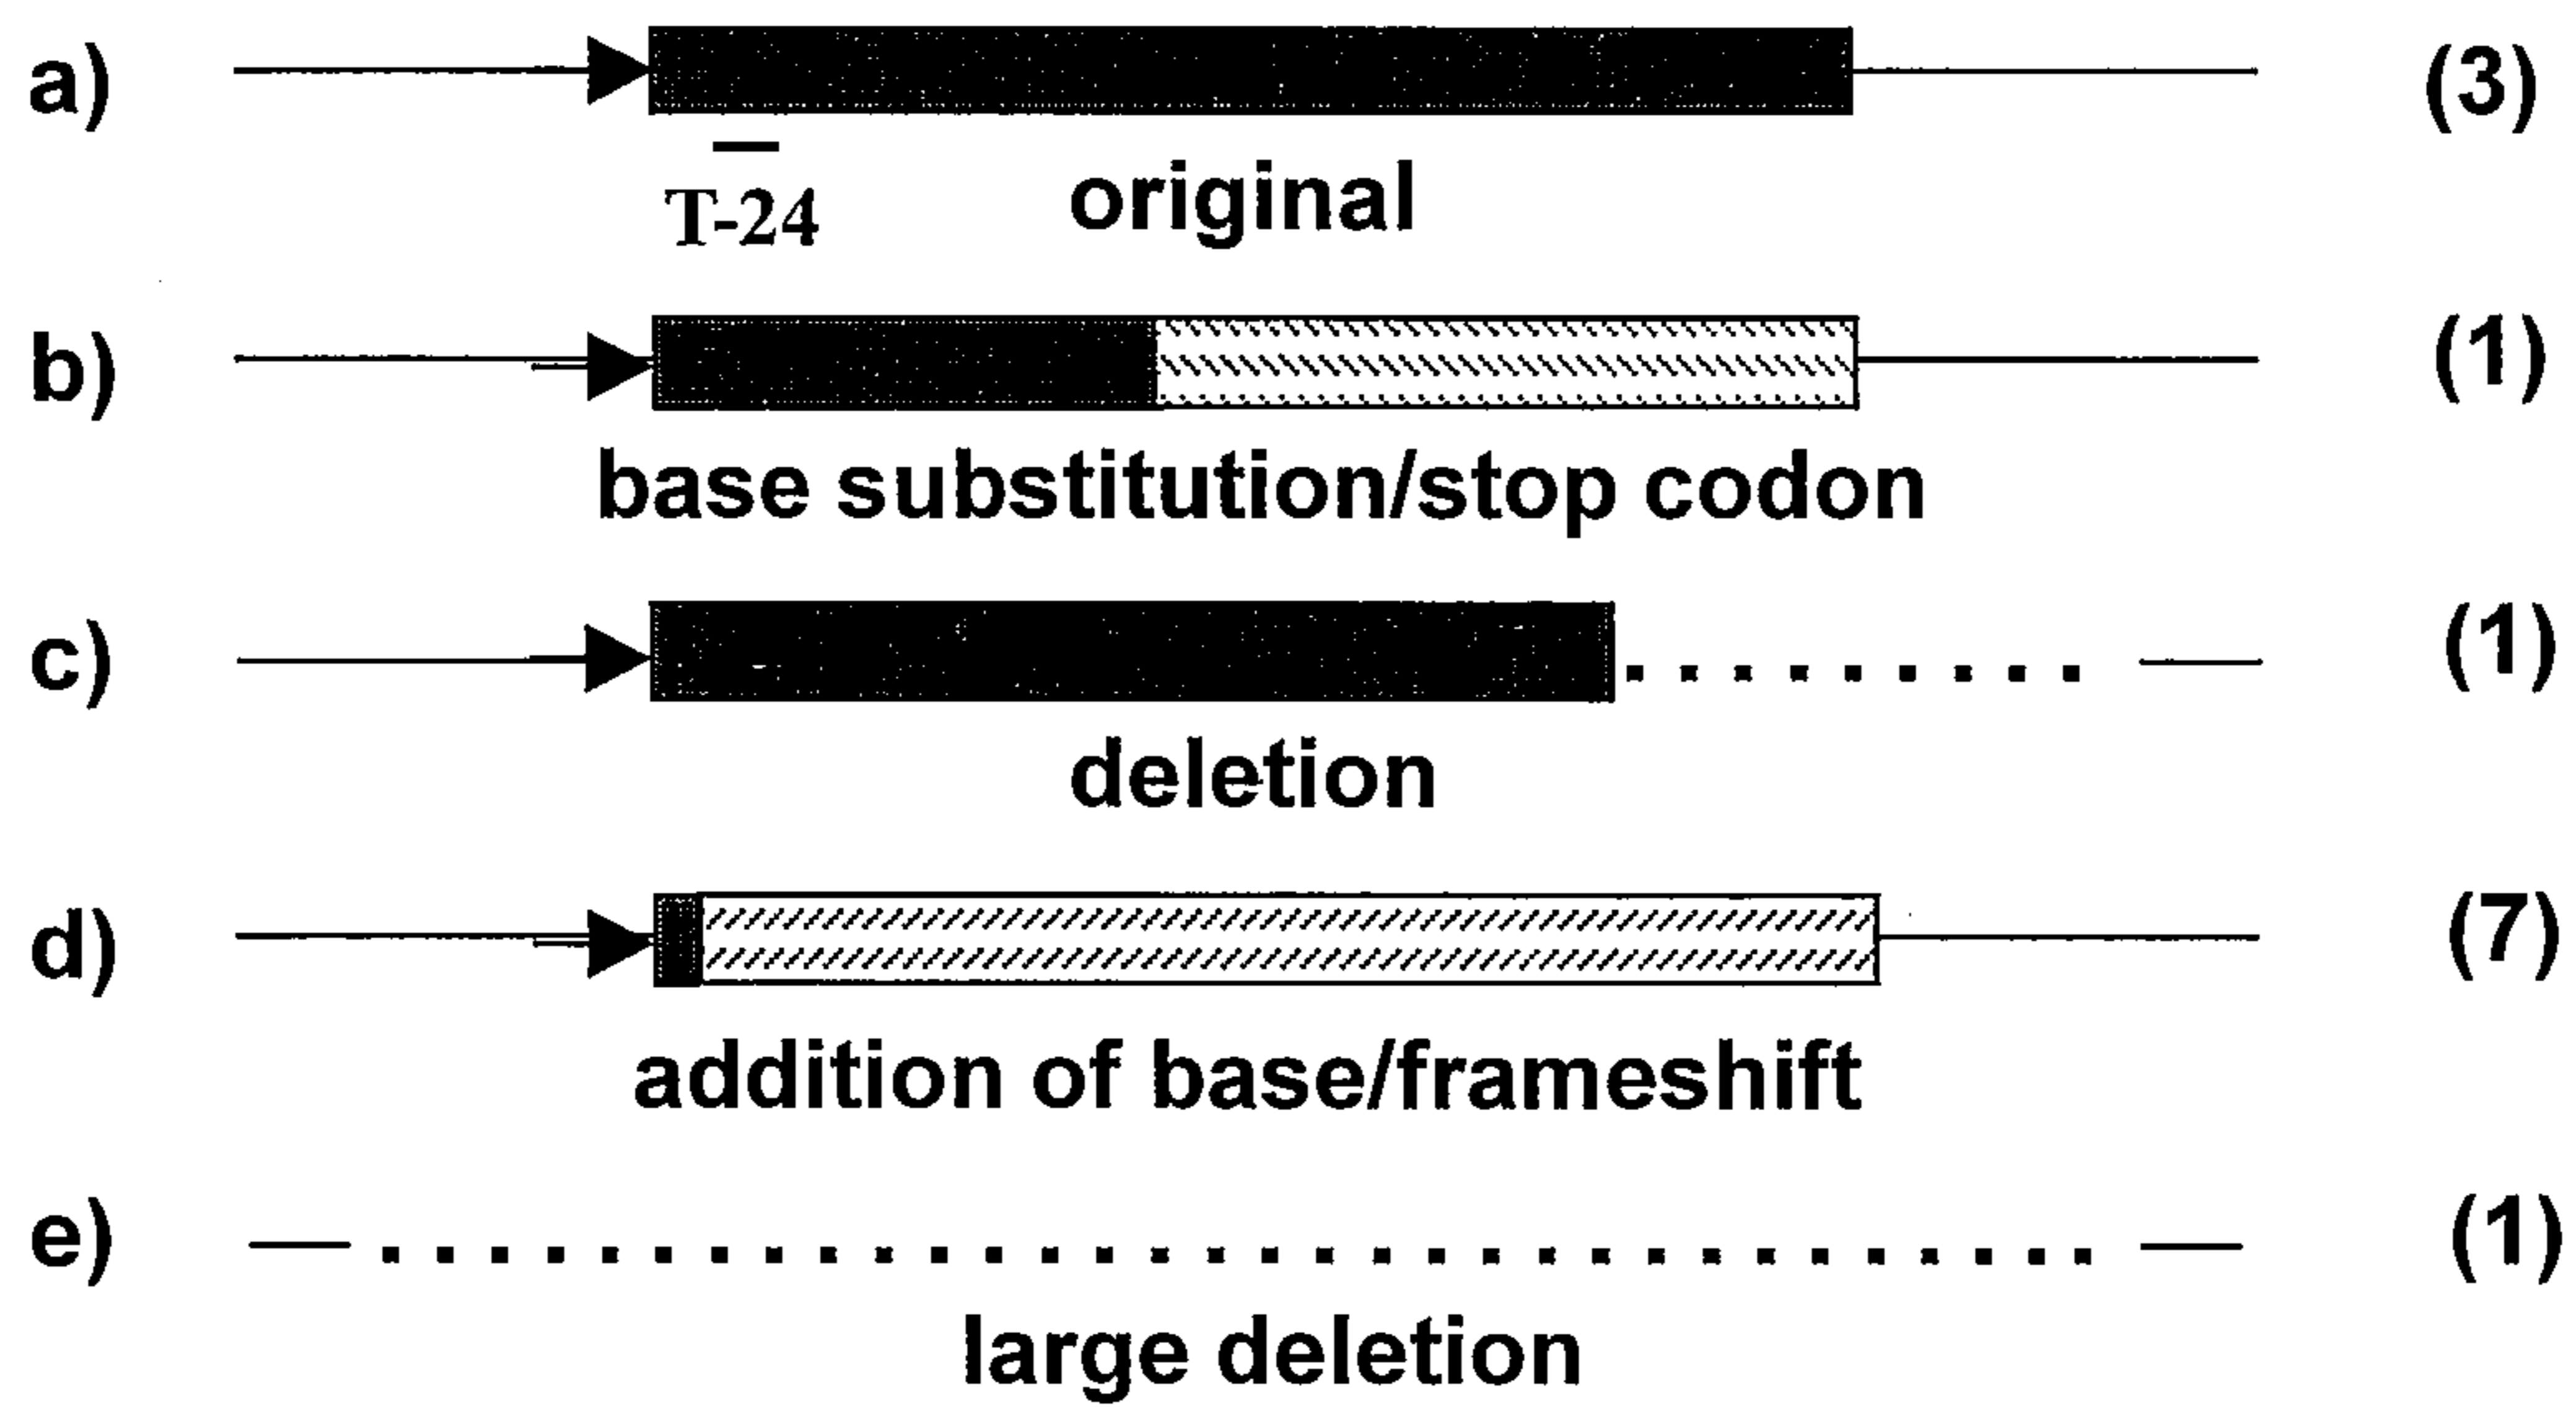 a) (3)
T-24 original
b) (1)
base substitution/stop codon
c) (1)
deletion
d) (7)
addition of base/frameshift
e) (1)
large deletion